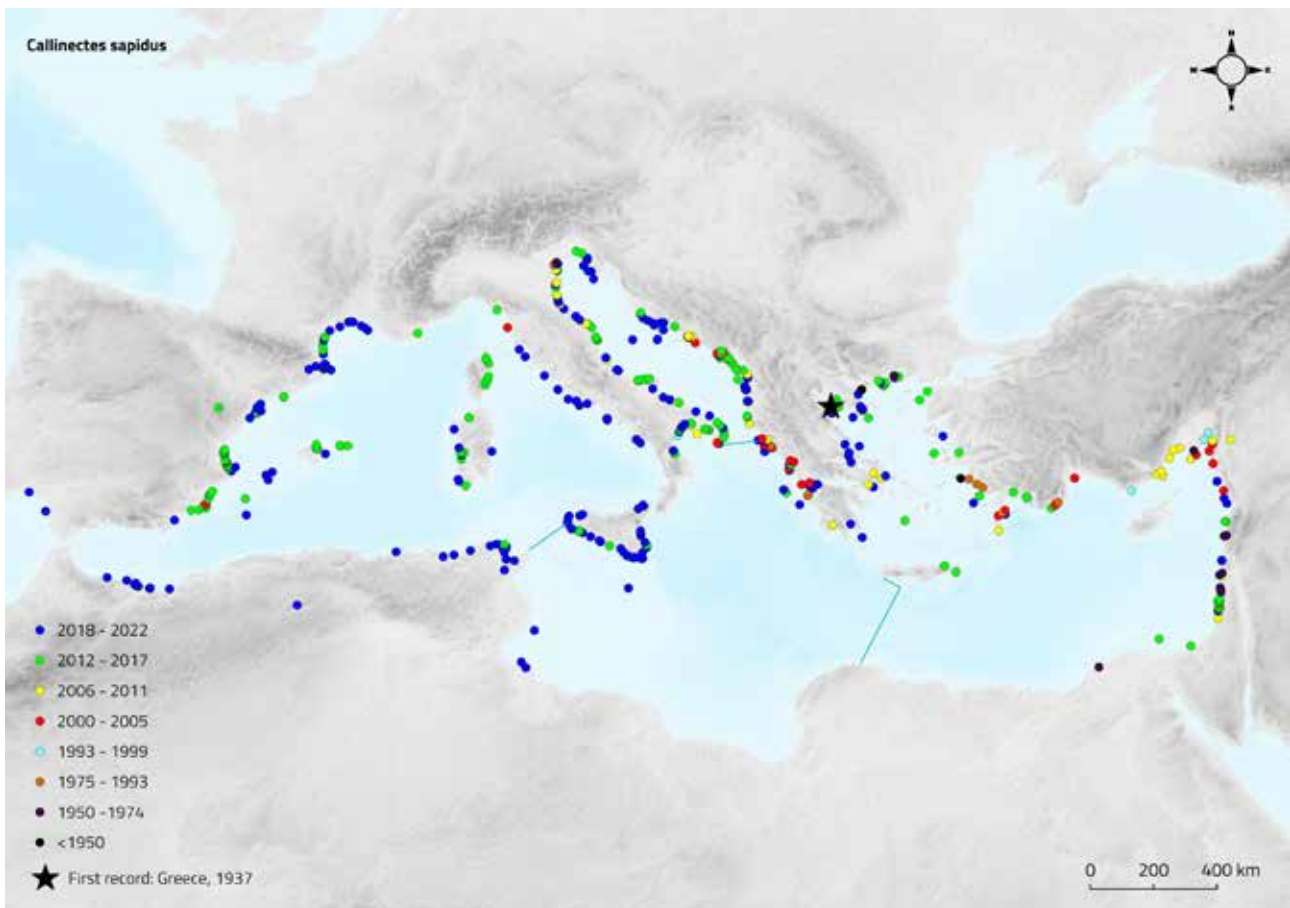 Callinectes sapidus
2018 - 2022
2012 - 2017
2006 - 2011
2000 - 2005
1993 - 1999
1975 - 1993
1950 -1974
<1950
First record: Greece, 1937
0 200 400 km